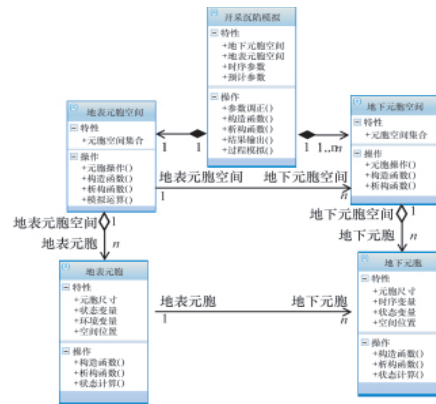 开采沉陷模拟
特性
+地下元胞空间
+地表元胞空间
+时序参数
+预计参数
操作
+参数调正()
+构造函数()
+析构函数()
+结果输出()
+过程模拟()
地表元胞空间
特性
+元胞空间集合
操作
+元胞操作()
+构造函数()
+析构函数()
+模拟运算()
地下元胞空间
特性
+元胞空间集合
操作
+元胞操作()
+构造函数()
+析构函数()
1 1
1 1..n
地表元胞空间 地下元胞空间
1 n
地表元胞空间 1
地表元胞 n
地下元胞空间 1
地下元胞 n
地表元胞
特性
+元胞尺寸
+状态变量
+环境变量
+空间位置
操作
+构造函数()
+析构函数()
+状态计算()
地表元胞 地下元胞
1 n
地下元胞
特性
+元胞尺寸
+时序变量
+状态变量
+空间位置
操作
+构造函数()
+析构函数()
+状态计算()